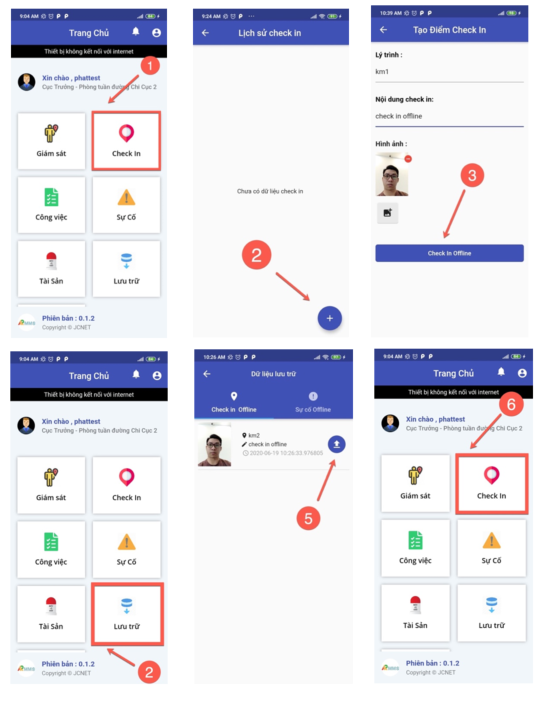 9:04 AM
Trang Chủ
Thiết bị không kết nối với internet
Xin chào , phattest
Cục Trưởng - Phòng tuần đường Chi Cục 2
1
Giám sát
Check In
Công việc
Sự Cố
Tài Sản
Lưu trữ
Phiên bản : 0.1.2
Copyright © JCNET
9:24 AM
Lịch sử check in
Chưa có dữ liệu check in
2
+
10:39 AM
Tạo Điểm Check In
Lý trình :
km1
Nội dung check in:
check in offline
Hình ảnh :
3
Check In Offline
9:04 AM
Trang Chủ
Thiết bị không kết nối với internet
Xin chào , phattest
Cục Trưởng - Phòng tuần đường Chi Cục 2
Giám sát
Check In
Công việc
Sự Cố
Tài Sản
Lưu trữ
Phiên bản : 0.1.2
Copyright © JCNET
2
10:26 AM
Dữ liệu lưu trữ
Check in Offline
Sự cố Offline
km2
check in offline
2020-06-19 10:26:33.976805
5
9:04 AM
Trang Chủ
Thiết bị không kết nối với internet
6
Xin chào , phattest
Cục Trưởng - Phòng tuần đường Chi Cục 2
Giám sát
Check In
Công việc
Sự Cố
Tài Sản
Lưu trữ
Phiên bản : 0.1.2
Copyright © JCNET